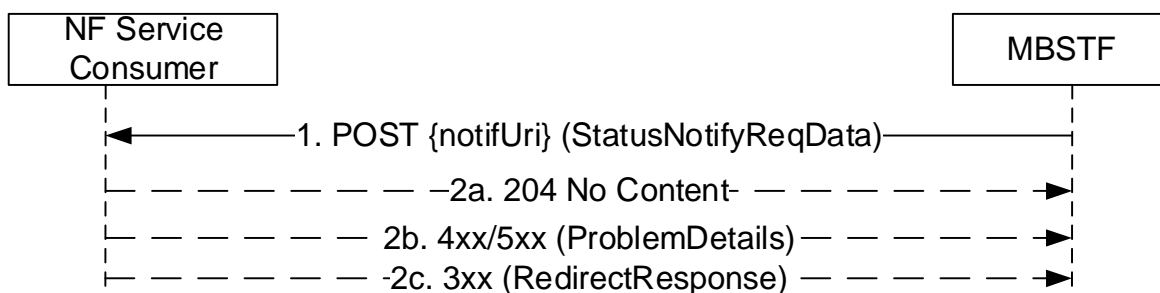 NF Service
Consumer
MBSTF
1. POST {notifUri} (StatusNotifyReqData)
2a. 204 No Content
2b. 4xx/5xx (ProblemDetails)
2c. 3xx (RedirectResponse)